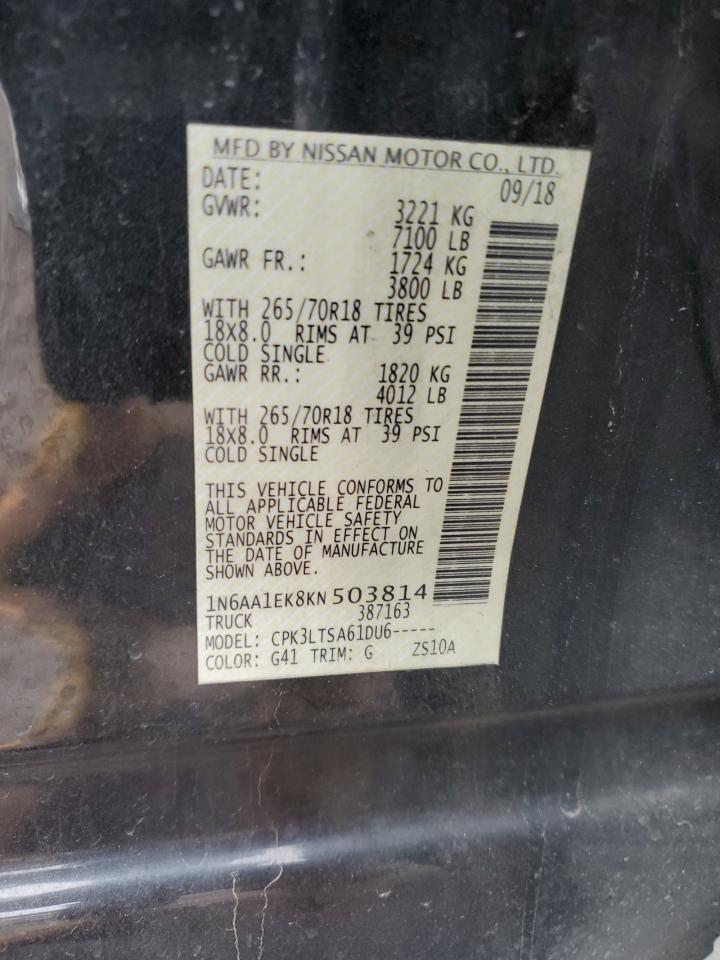 MFD BY NISSAN MOTOR CO., LTD.
DATE: 09/18
GVWR: 3221 KG
7100 LB
GAWR FR.: 1724 KG
3800 LB
WITH 265/70R18 TIRES
18X8.0 RIMS AT 39 PSI
COLD SINGLE
GAWR RR.: 1820 KG
4012 LB
WITH 265/70R18 TIRES
18X8.0 RIMS AT 39 PSI
COLD SINGLE
THIS VEHICLE CONFORMS TO
ALL APPLICABLE FEDERAL
MOTOR VEHICLE SAFETY
STANDARDS IN EFFECT ON
THE DATE OF MANUFACTURE
SHOWN ABOVE.
1N6AA1EK8KN503814
TRUCK 387163
MODEL: CPK3LTSA61DU6-----
COLOR: G41 TRIM: G ZS10A